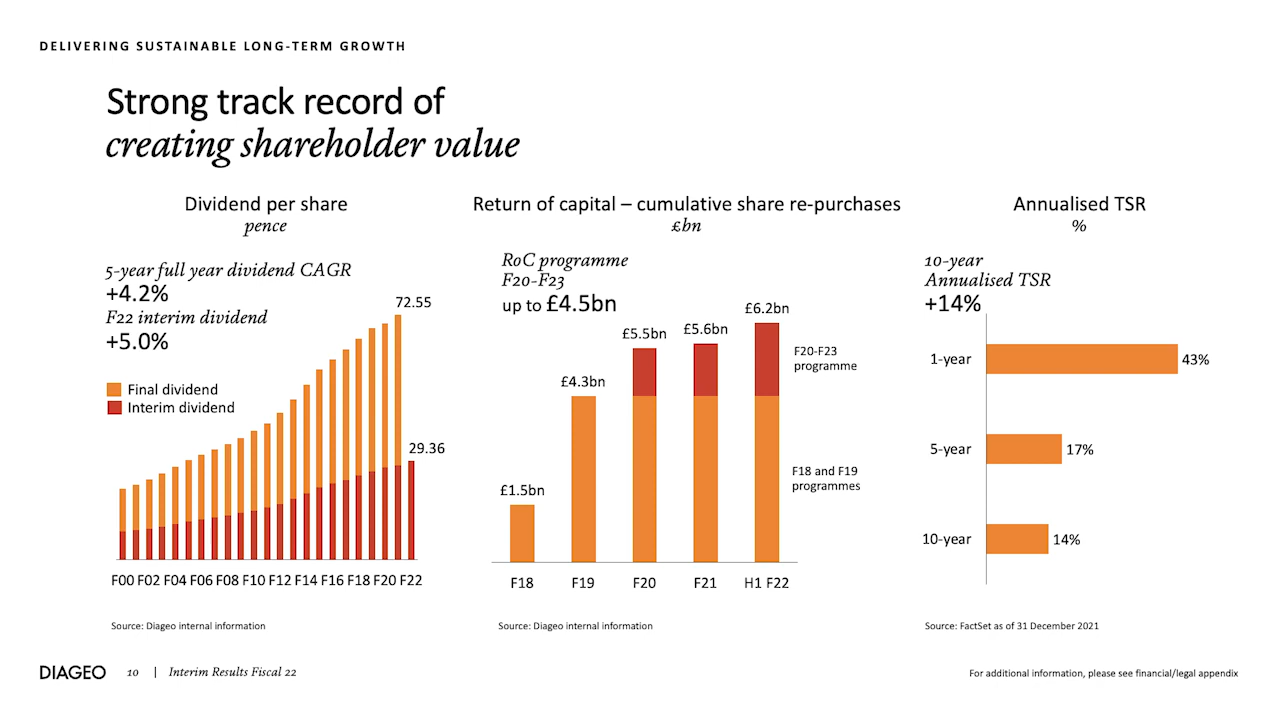 DELIVERING SUSTAINABLE LONG-TERM GROWTH
Strong track record of
creating shareholder value
Dividend per share
pence
5-year full year dividend CAGR
+4.2%
F22 interim dividend
+5.0%
72.55
Final dividend
Interim dividend
29.36
F00 F02 F04 F06 F08 F10 F12 F14 F16 F18 F20 F22
Source: Diageo internal information
Return of capital – cumulative share re-purchases
£bn
RoC programme
F20-F23
up to £4.5bn
£1.5bn
£4.3bn
£5.5bn
£5.6bn
£6.2bn
F20-F23
programme
F18 and F19
programmes
F18 F19 F20 F21 H1 F22
Source: Diageo internal information
Annualised TSR
%
10-year
Annualised TSR
+14%
1-year 43%
5-year 17%
10-year 14%
Source: FactSet as of 31 December 2021
DIAGEO 10 | Interim Results Fiscal 22
For additional information, please see financial/legal appendix